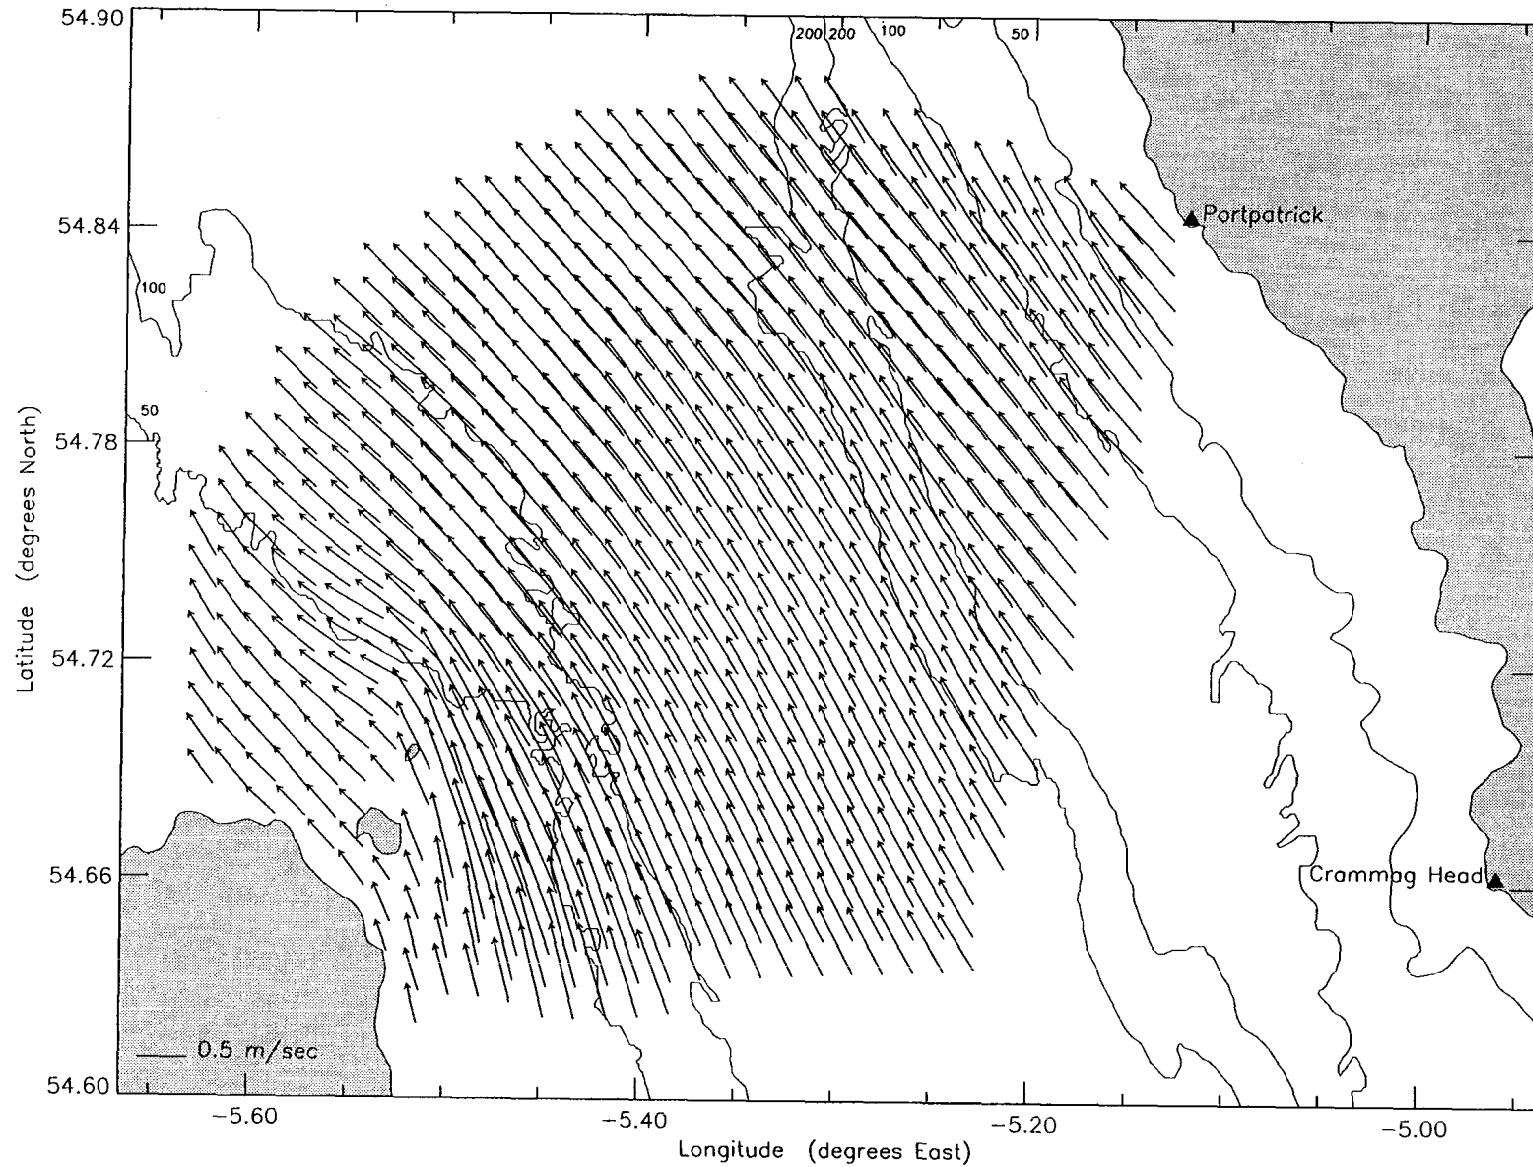 54.90
200 200 100 50
54.84
Portpatrick
100
50
54.78
Latitude (degrees North)
54.72
54.66
Crammag Head
0.5 m/sec
54.60
−5.60 −5.40 −5.20 −5.00
Longitude (degrees East)